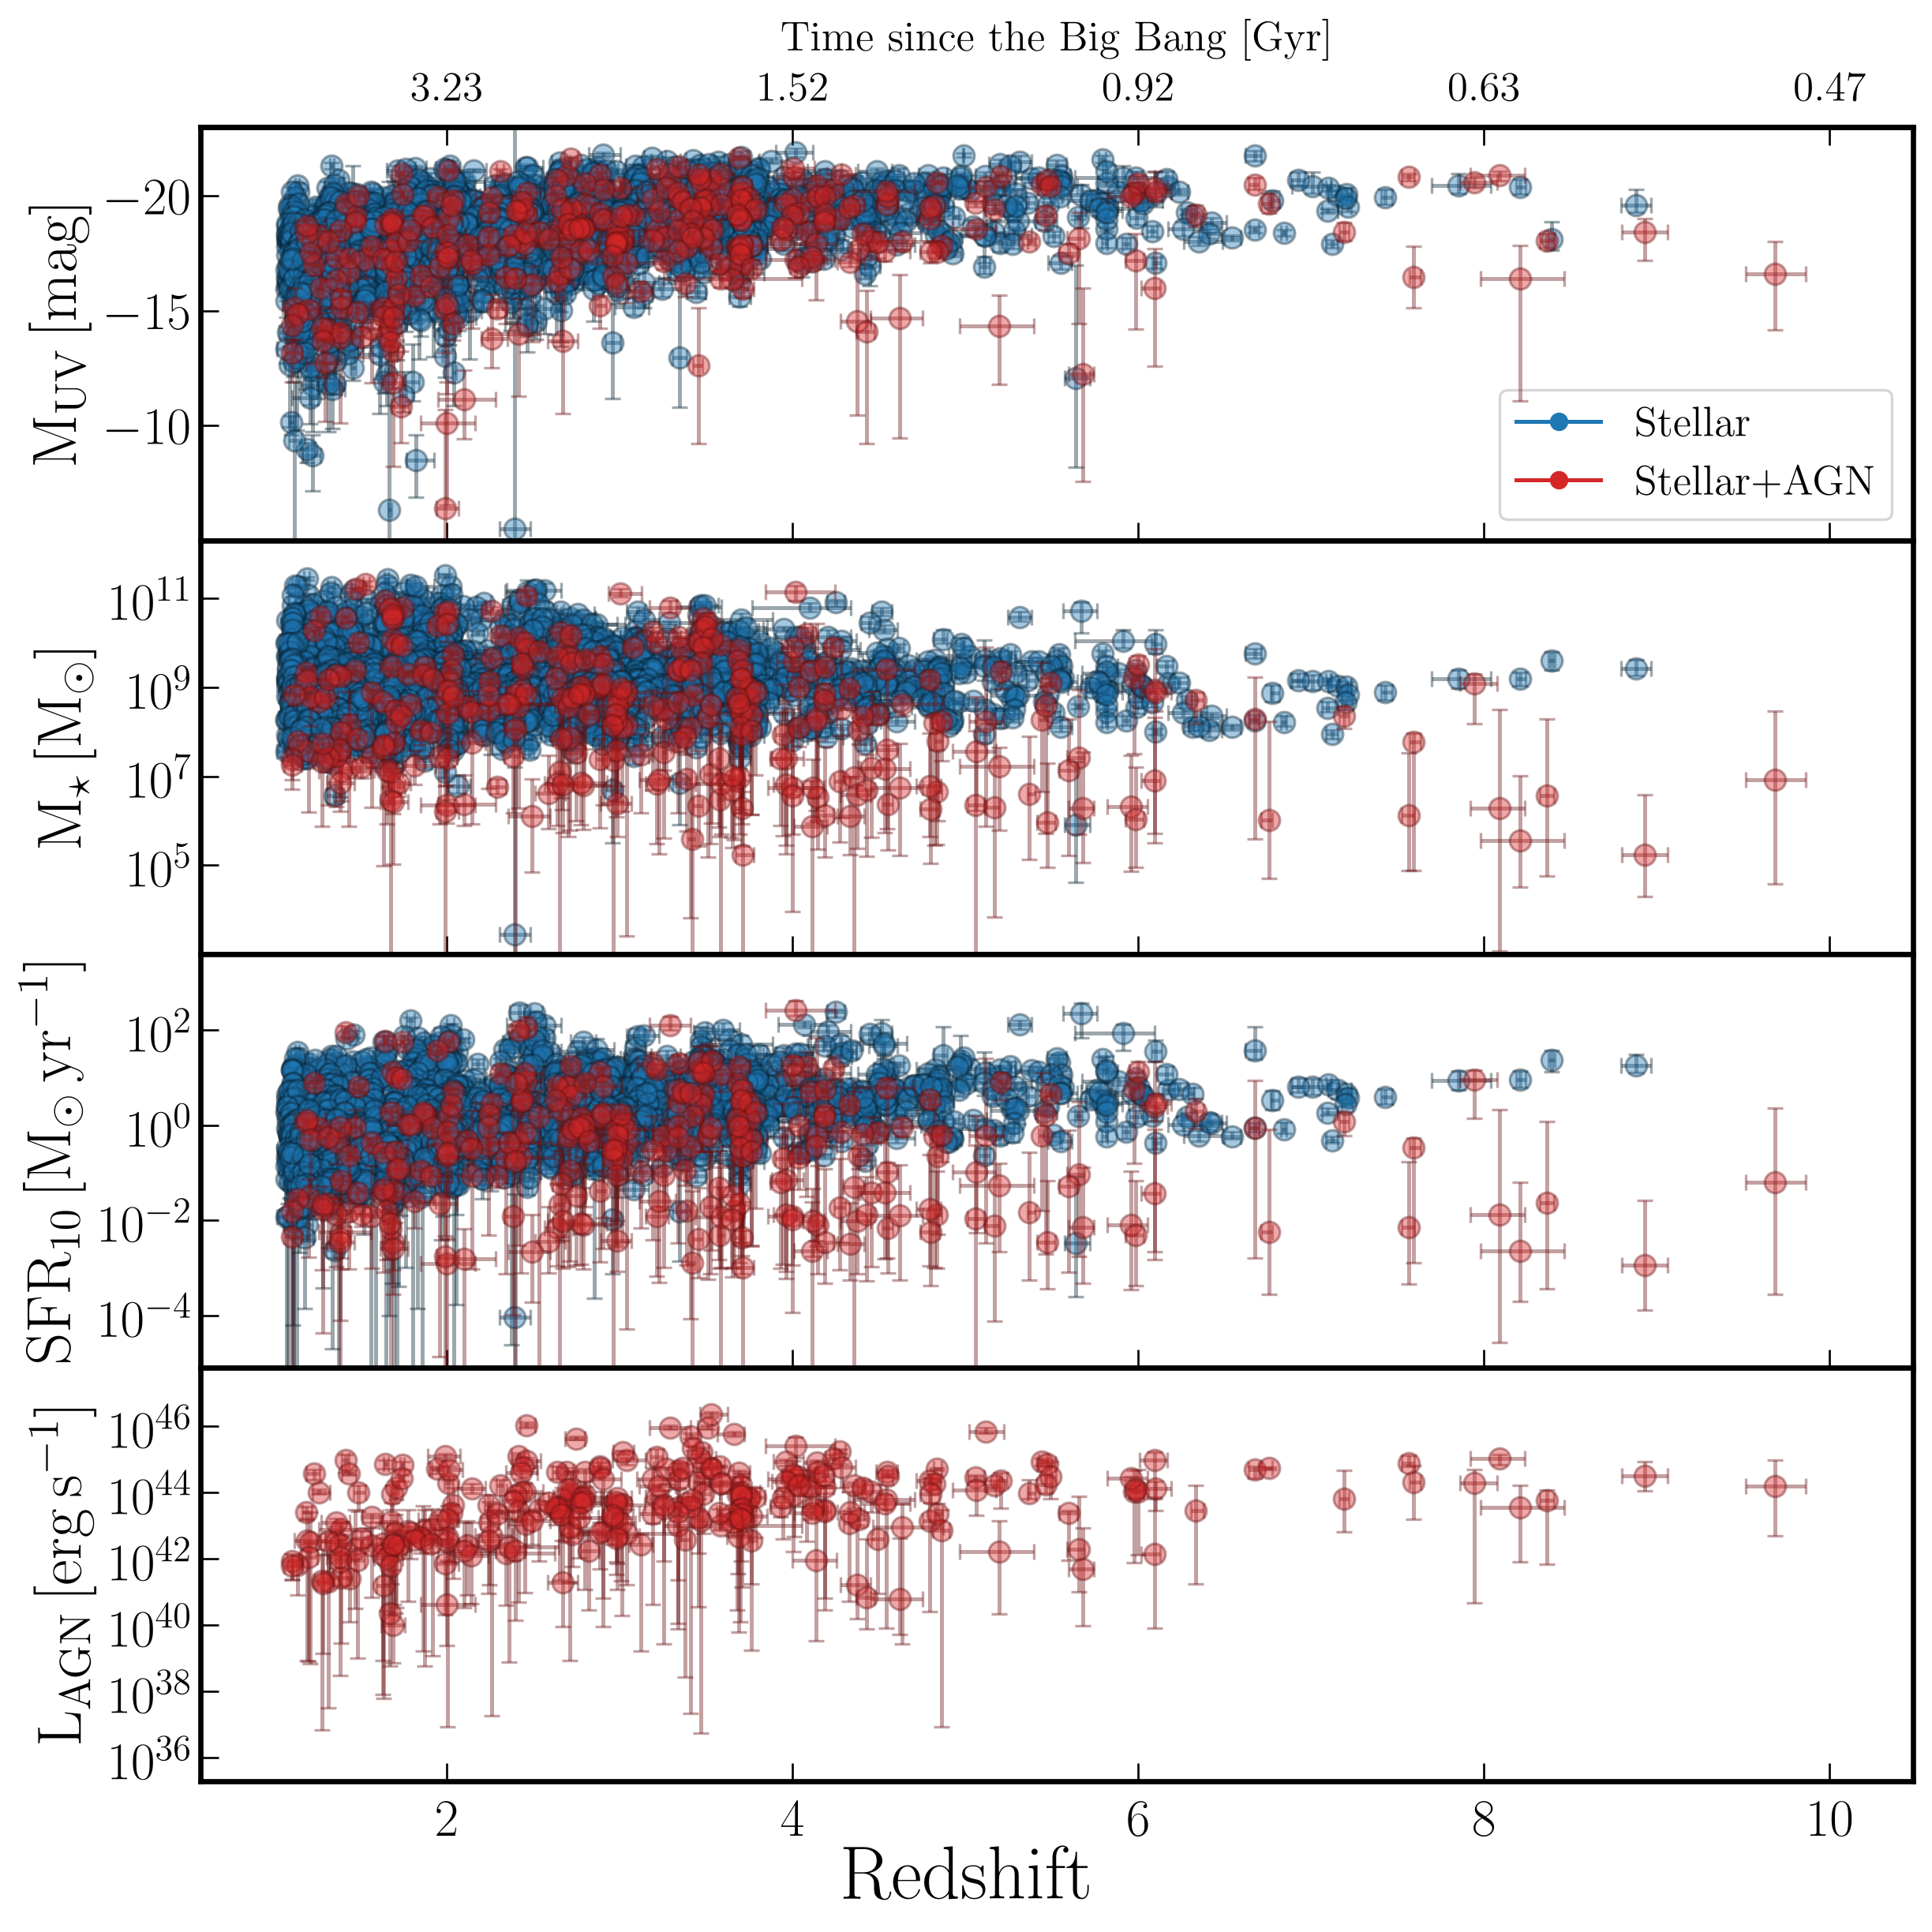 Time since the Big Bang [Gyr]
3.23 1.52 0.92 0.63 0.47
M_UV [mag]
−20
−15
−10
Stellar
Stellar+AGN
M_⋆ [M_⊙]
10^11
10^9
10^7
10^5
SFR_10 [M_⊙ yr^−1]
10^2
10^0
10^−2
10^−4
L_AGN [erg s^−1]
10^46
10^44
10^42
10^40
10^38
10^36
2 4 6 8 10
Redshift